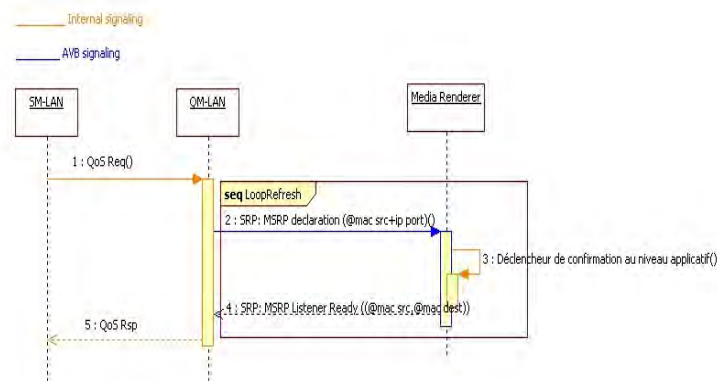 Internal signaling
AVB signaling
SM-LAN
QM-LAN
Media Renderer
1 : QoS Req()
seq LoopRefresh
2 : SRP: MSRP declaration (@mac src+ip port)()
3 : Déclencheur de confirmation au niveau applicatif()
4 : SRP: MSRP Listener Ready ((@mac src,@mac dest))
5 : QoS Rsp